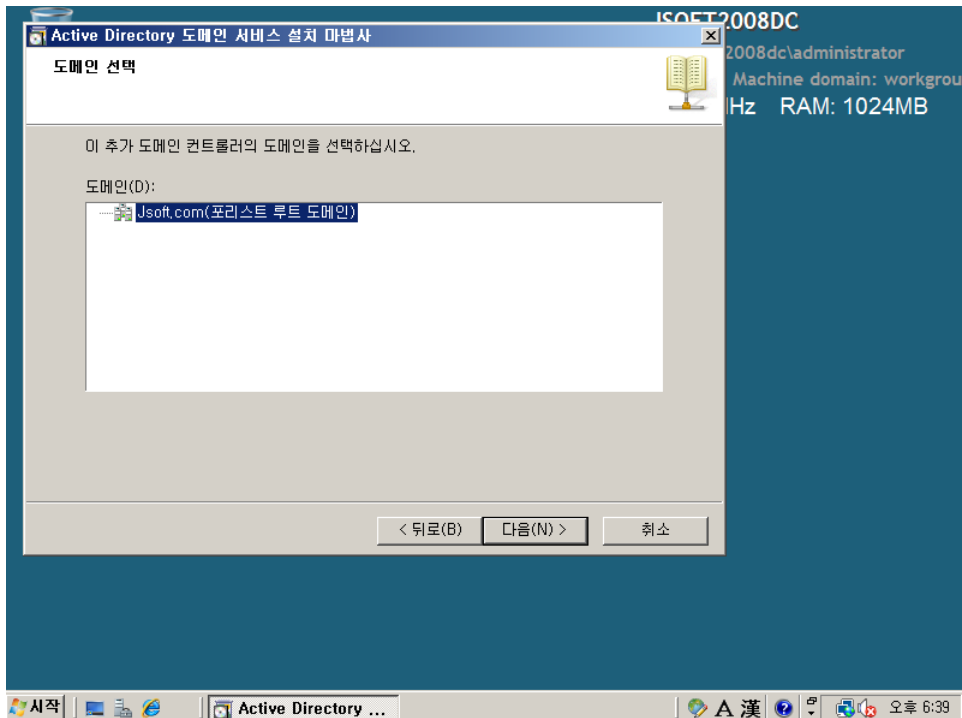 JSOFT2008DC
Active Directory 도메인 서비스 설치 마법사
2008dc\administrator
도메인 선택
Machine domain: workgrou
Hz RAM: 1024MB
이 추가 도메인 컨트롤러의 도메인을 선택하십시오.
도메인(D):
Jsoft.com(포리스트 루트 도메인)
< 뒤로(B)
다음(N) >
취소
시작
Active Directory ...
A 漢
오후 6:39